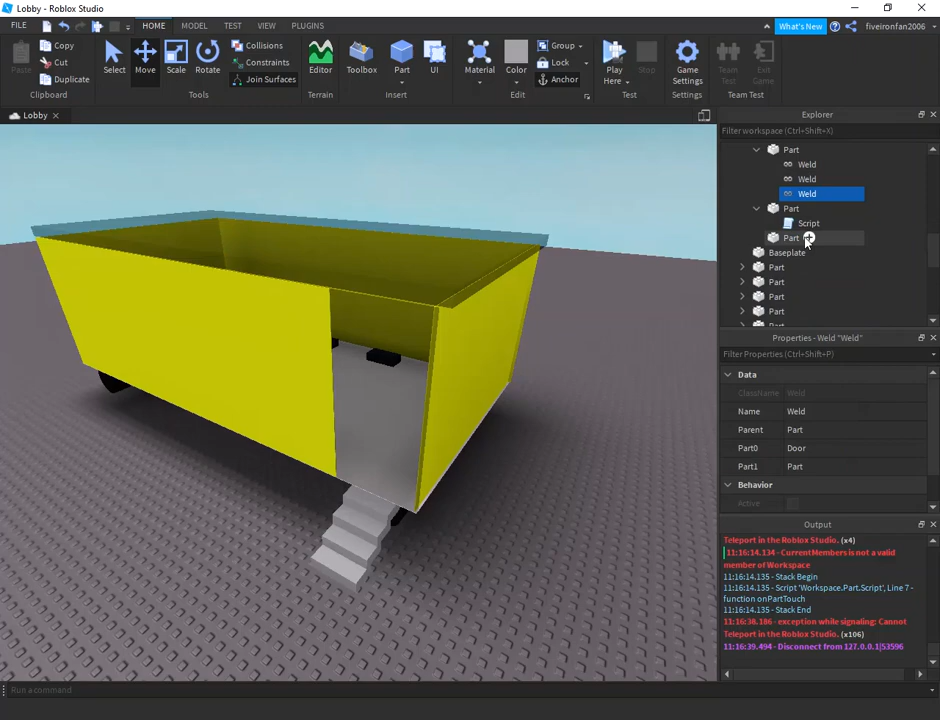 Lobby - Roblox Studio
FILE HOME MODEL TEST VIEW PLUGINS What's New fiveironfan2006
Paste Copy Cut Duplicate Select Move Scale Rotate Collisions Constraints Join Surfaces Editor Toolbox Part UI Material Color Group Lock Anchor Play Here Stop Game Settings Team Test Exit Game
Clipboard Tools Terrain Insert Edit Test Settings Team Test
Lobby
Explorer
Filter workspace (Ctrl+Shift+X)
Part
Weld
Weld
Weld
Part
Script
Part
Baseplate
Part
Part
Part
Part
Part
Properties - Weld "Weld"
Filter Properties (Ctrl+Shift+P)
Data
ClassName Weld
Name Weld
Parent Part
Part0 Door
Part1 Part
Behavior
Active
Output
Teleport in the Roblox Studio. (x4)
11:16:14.134 - CurrentMembers is not a valid
member of Workspace
11:16:14.135 - Stack Begin
11:16:14.135 - Script 'Workspace.Part.Script', Line 7 -
function onPartTouch
11:16:14.135 - Stack End
11:16:38.186 - exception while signaling: Cannot
Teleport in the Roblox Studio. (x106)
11:16:39.494 - Disconnect from 127.0.0.1|53596
Run a command